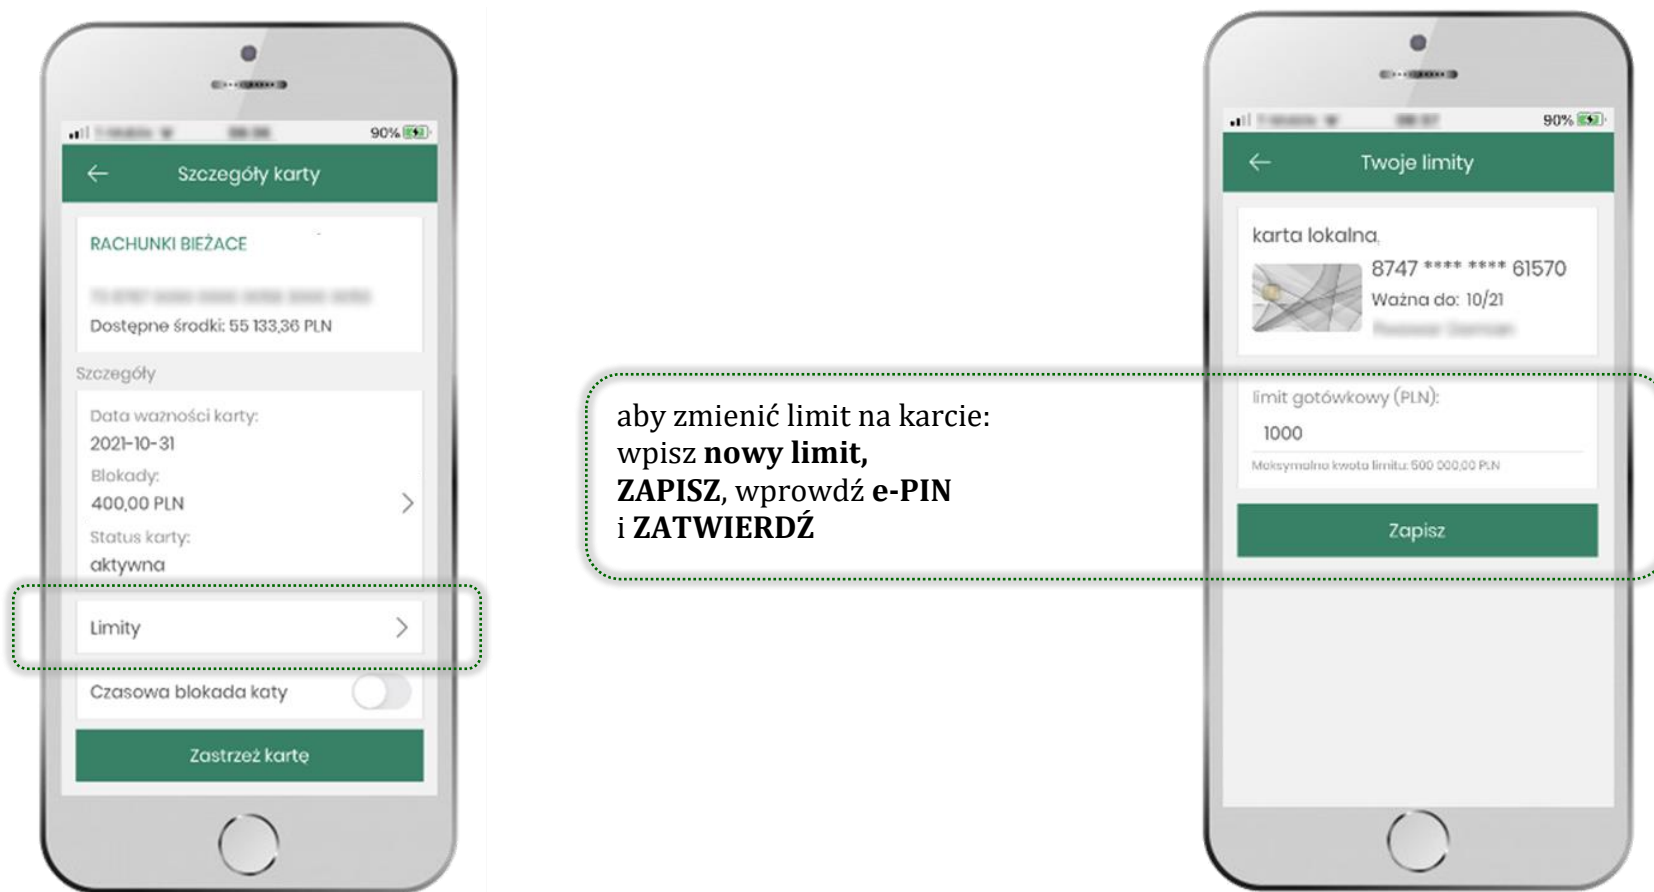 90%
Szczegóły karty
RACHUNKI BIEŻACE
Dostępne środki: 55 133,36 PLN
Szczegóły
Data ważności karty:
2021-10-31
Blokady:
400,00 PLN
Status karty:
aktywna
Limity
Czasowa blokada katy
Zastrzeż kartę
aby zmienić limit na karcie:
wpisz nowy limit,
ZAPISZ, wprowdź e-PIN
i ZATWIERDŹ
90%
Twoje limity
karta lokalna,
8747 **** **** 61570
Ważna do: 10/21
limit gotówkowy (PLN):
1000
Maksymalna kwota limitu: 500 000,00 PLN
Zapisz